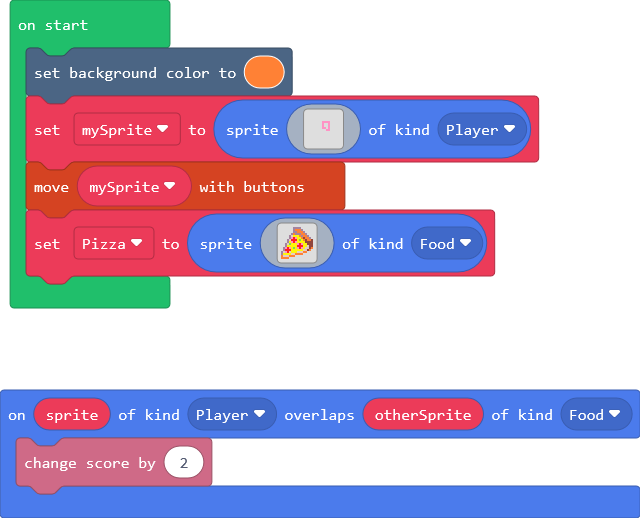 on start
set background color to
set mySprite to sprite of kind Player
move mySprite with buttons
set Pizza to sprite of kind Food
on sprite of kind Player overlaps otherSprite of kind Food
change score by 2